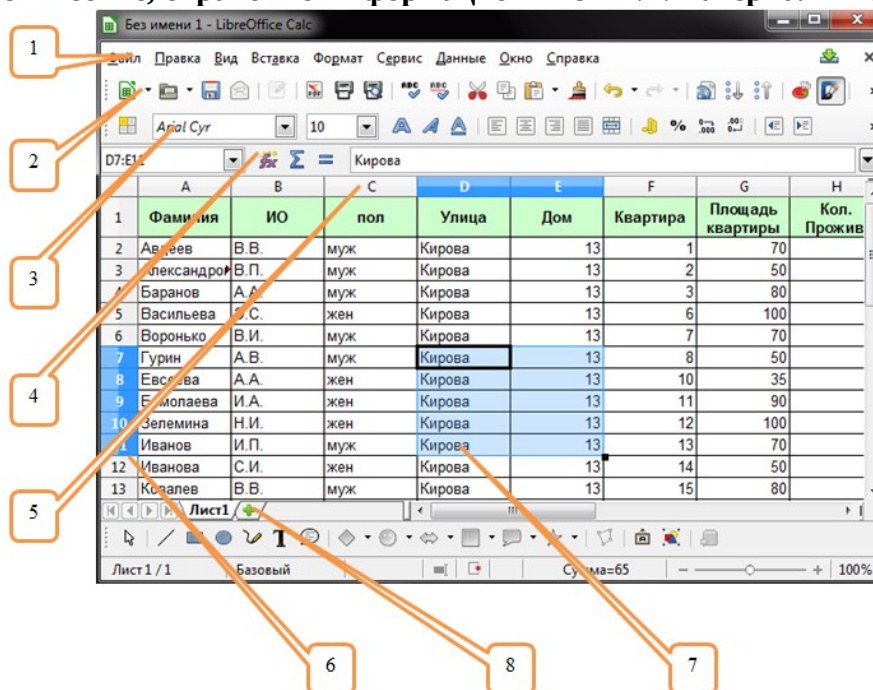 Без имени 1 - LibreOffice Calc
1
Файл Правка Вид Вставка Формат Сервис Данные Окно Справка
2
Arial Cyr 10
D7:E11 Кирова
A B C D E F G H
1 Фамилия ИО пол Улица Дом Квартира Площадь квартиры Кол. Прожив
2 Авдеев В.В. муж Кирова 13 1 70
3
3 Александро В.П. муж Кирова 13 2 50
4 Баранов А.А. муж Кирова 13 3 80
5 Васильева О.С. жен Кирова 13 6 100
6 Воронько В.И. муж Кирова 13 7 70
7 Гурин А.В. муж Кирова 13 8 50
4
8 Евсеева А.А. жен Кирова 13 10 35
9 Ермолаева И.А. жен Кирова 13 11 90
10 Зелемина Н.И. жен Кирова 13 12 100
11 Иванов И.П. муж Кирова 13 13 70
12 Иванова С.И. жен Кирова 13 14 50
13 Ковалев В.В. муж Кирова 13 15 80
5
Лист1
Лист 1 / 1 Базовый Сумма=65 100%
6 8 7